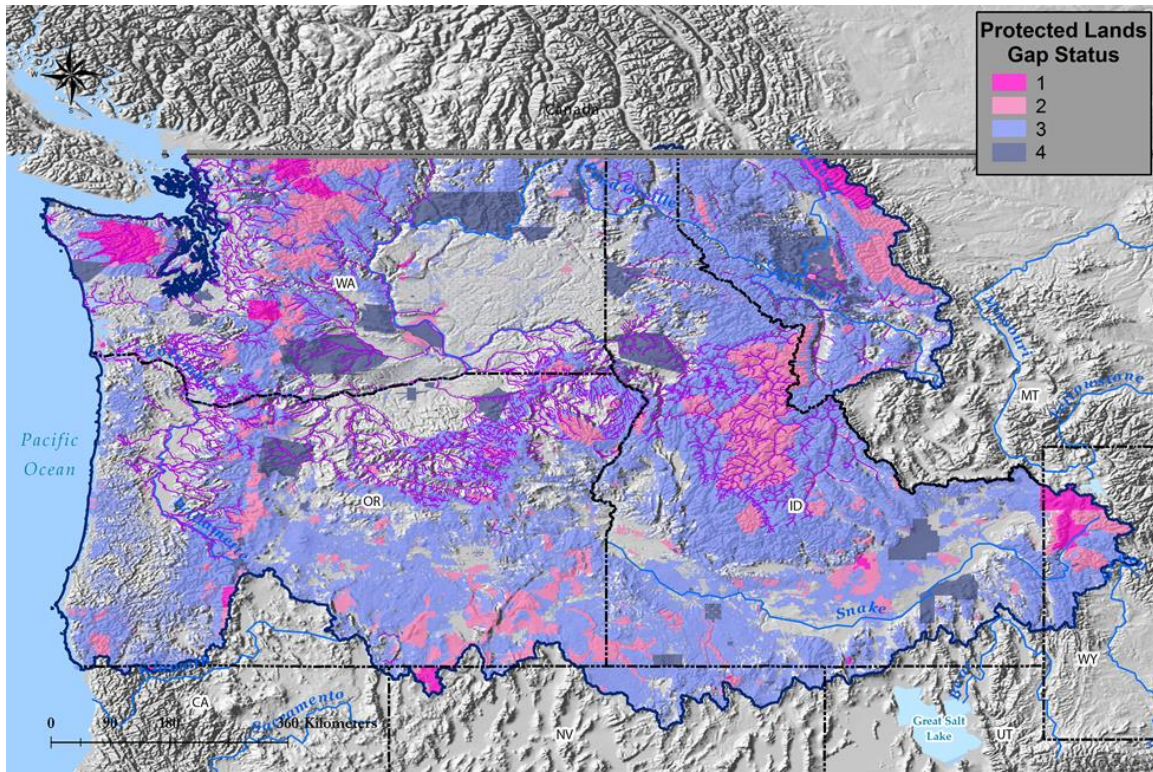 Protected Lands
Gap Status
1
2
3
4
Canada
WA
Pacific
Ocean
OR
ID
Missouri
MT
Yellowstone
Snake
WY
Klamath
CA
Sacramento
0 90 180 360 Kilometers
NV
Great Salt
Lake
UT